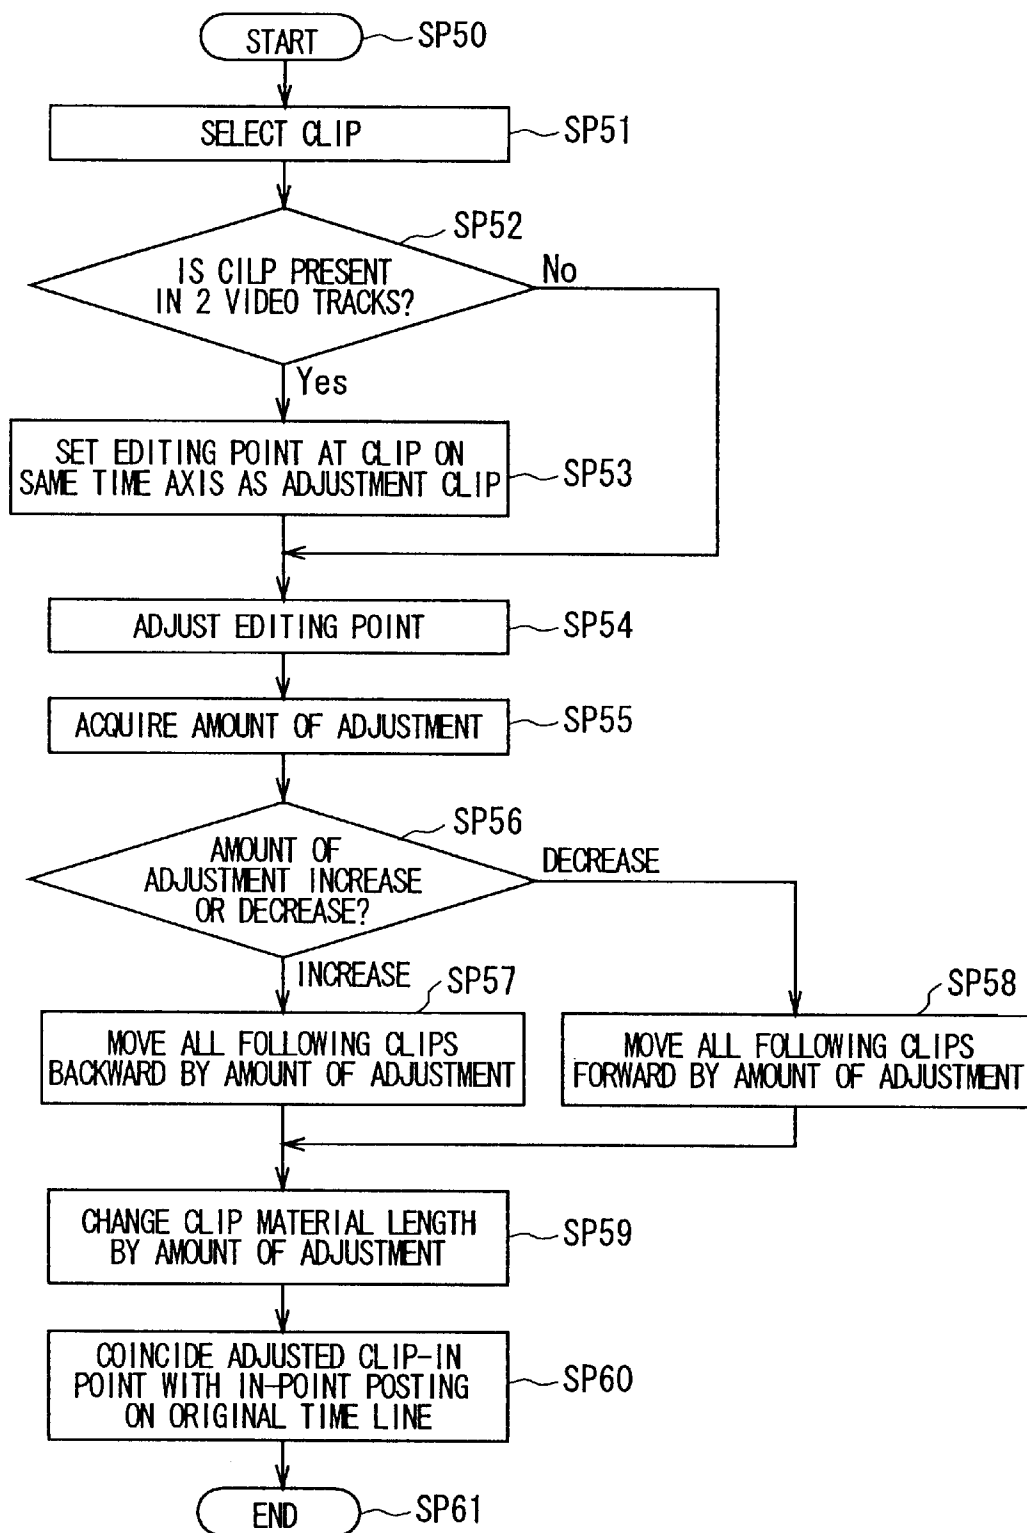 START
SP50
SELECT CLIP
SP51
SP52
IS CILP PRESENT
IN 2 VIDEO TRACKS?
No
Yes
SET EDITING POINT AT CLIP ON
SAME TIME AXIS AS ADJUSTMENT CLIP
SP53
ADJUST EDITING POINT
SP54
ACQUIRE AMOUNT OF ADJUSTMENT
SP55
SP56
AMOUNT OF
ADJUSTMENT INCREASE
OR DECREASE?
DECREASE
INCREASE
SP57
MOVE ALL FOLLOWING CLIPS
BACKWARD BY AMOUNT OF ADJUSTMENT
SP58
MOVE ALL FOLLOWING CLIPS
FORWARD BY AMOUNT OF ADJUSTMENT
CHANGE CLIP MATERIAL LENGTH
BY AMOUNT OF ADJUSTMENT
SP59
COINCIDE ADJUSTED CLIP-IN
POINT WITH IN-POINT POSTING
ON ORIGINAL TIME LINE
SP60
END
SP61